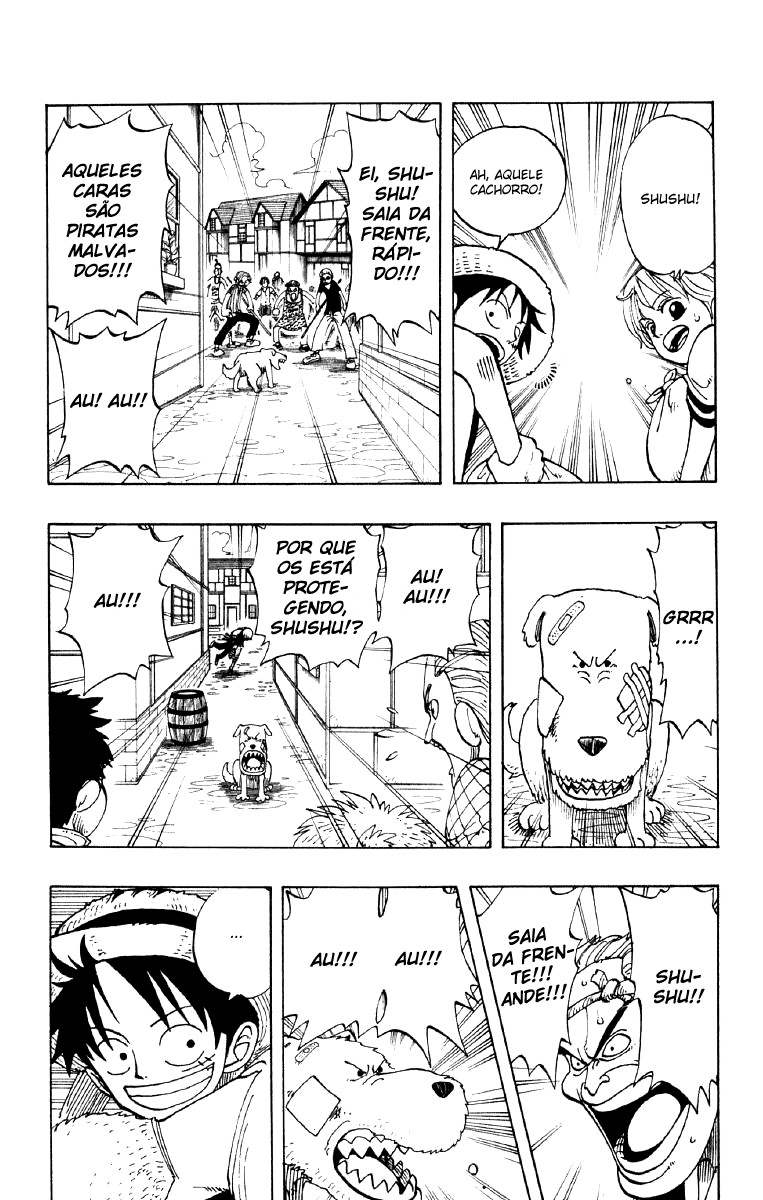 SHUSHU!
AH, AQUELE
CACHORRO!
EI, SHU-
SHU!
SAIA DA
FRENTE,
RÁPI-
DO!!!
AQUELES
CARAS
SÃO
PIRATAS
MALVA-
DOS!!!
AU! AU!!
GRRR
...!
AU!
AU!!!
POR QUE
OS ESTÁ
PROTE-
GENDO,
SHUSHU!?
AU!!!
SHU-
SHU!!
SAIA
DA FREN-
TE!!!
ANDE!!!
AU!!!
AU!!!
...